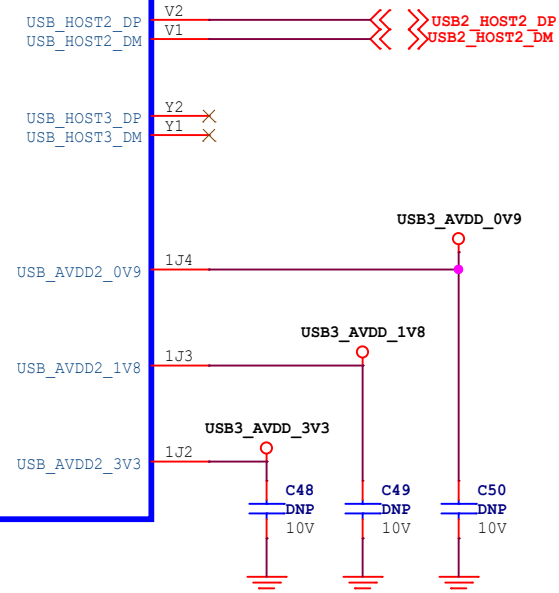 USB_HOST2_DP V2 USB2_HOST2_DP
USB_HOST2_DM V1 USB2_HOST2_DM
USB_HOST3_DP Y2
USB_HOST3_DM Y1
USB3_AVDD_0V9
USB_AVDD2_0V9 1J4
USB3_AVDD_1V8
USB_AVDD2_1V8 1J3
USB3_AVDD_3V3
USB_AVDD2_3V3 1J2
C48 C49 C50
DNP DNP DNP
10V 10V 10V